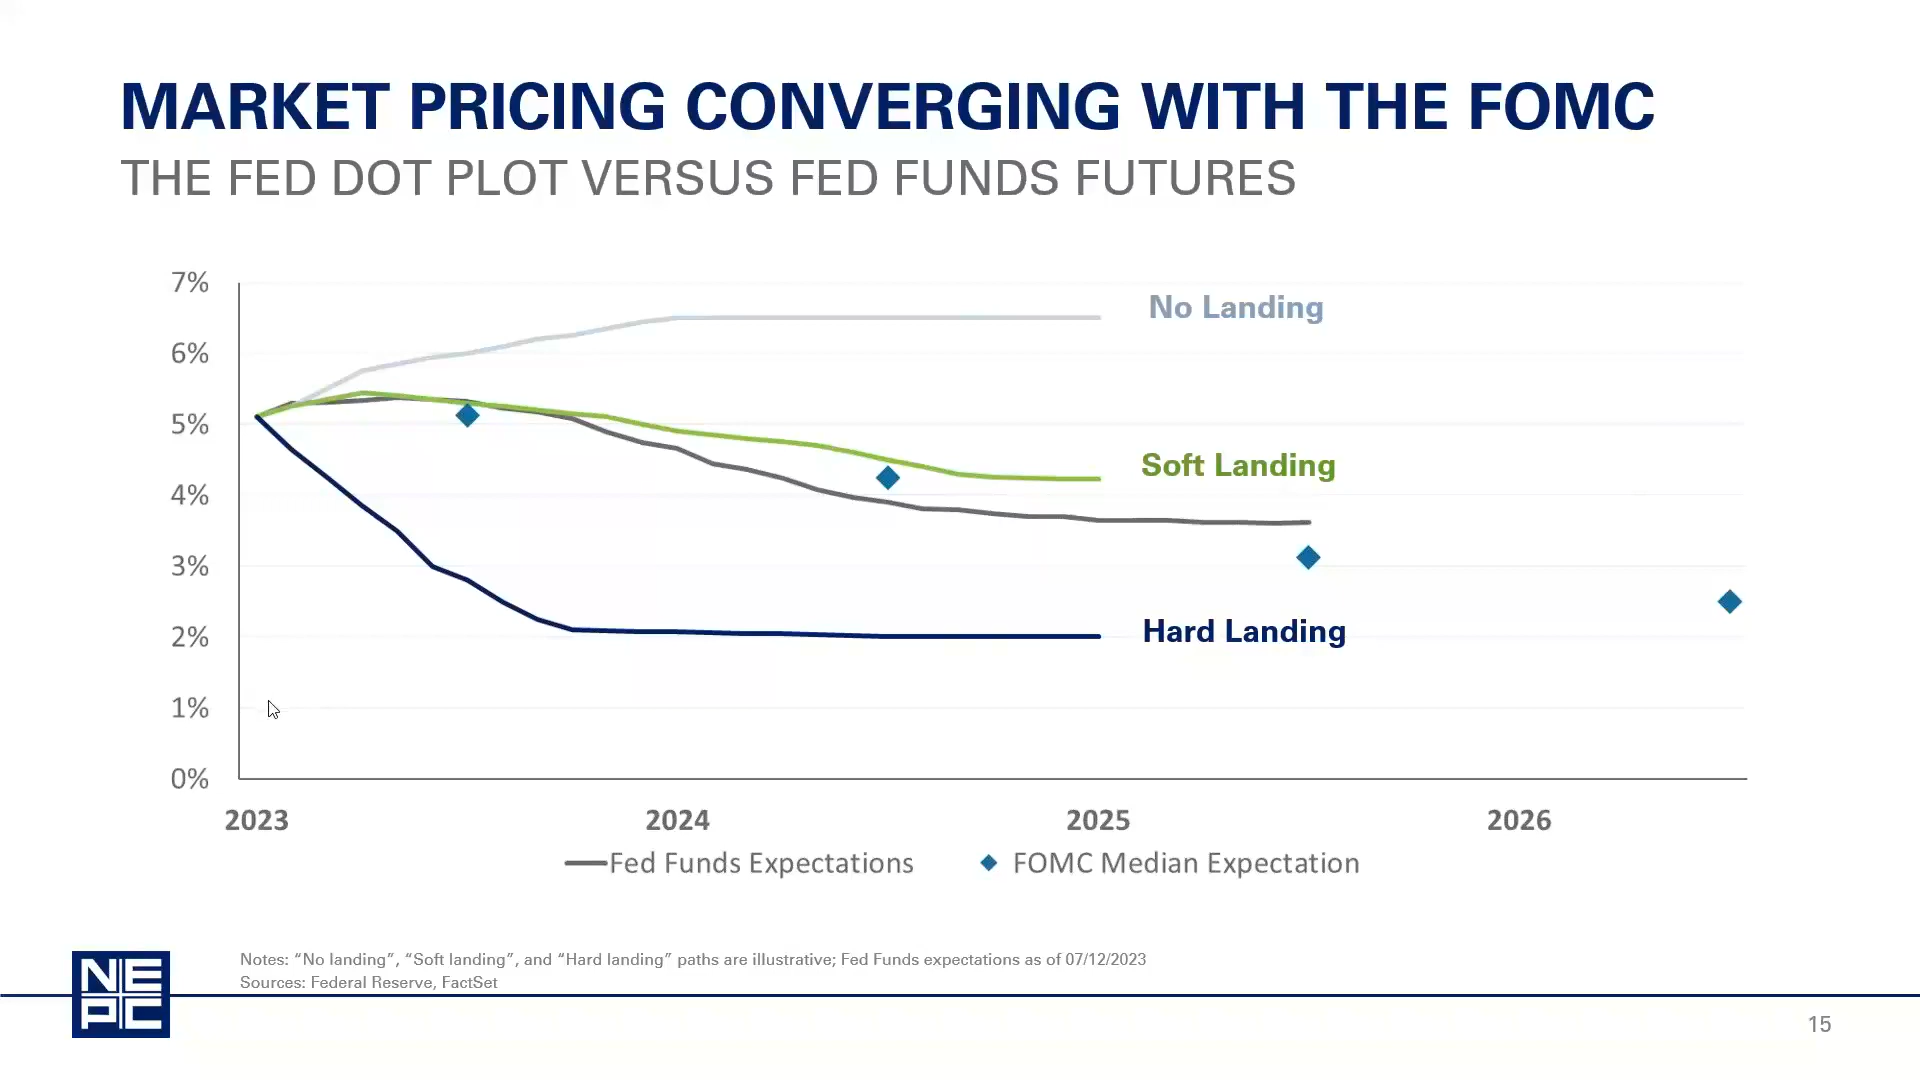 MARKET PRICING CONVERGING WITH THE FOMC
THE FED DOT PLOT VERSUS FED FUNDS FUTURES
7%
6%
5%
4%
3%
2%
1%
0%
No Landing
Soft Landing
Hard Landing
2023 2024 2025 2026
Fed Funds Expectations FOMC Median Expectation
Notes: “No landing”, “Soft landing”, and “Hard landing” paths are illustrative; Fed Funds expectations as of 07/12/2023
Sources: Federal Reserve, FactSet
NE
PC
15